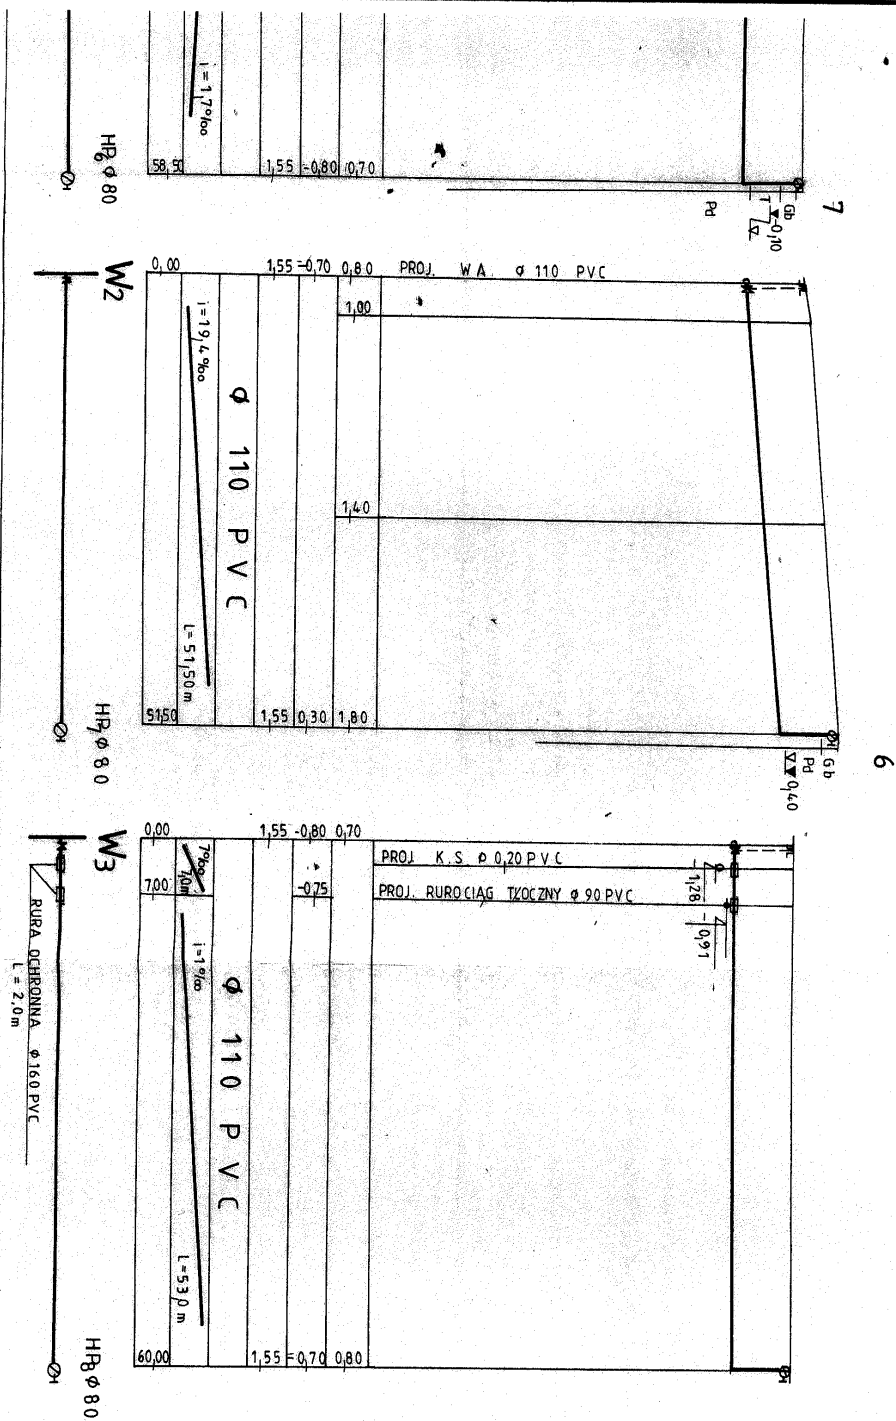 i = 1,7‰
HP6 ø 80
58,50
1,55 -0,80 0,70
7
Gb
T
Pd
-0,10
W2
0,00
1,55 -0,70 0,80 PROJ. WA. ø 110 PVC
1,00
i = 19,4‰
ø 110 PVC
1,40
L = 51,50 m
HP7 ø 80
51,50
1,55 0,30 1,80
6
Gb
Pd
0,40
W3
0,00
1,55 -0,80 0,70
PROJ. K.S. ø 0,20 PVC
-1,28
7‰
7,0m
7,00
-0,75
PROJ. RUROCIĄG TŁOCZNY ø 90 PVC
-0,91
RURA OCHRONNA ø 160 PVC
L = 2,0m
i = 1‰
ø 110 PVC
L = 53,0 m
HP8 ø 80
60,00
1,55 -0,70 0,80